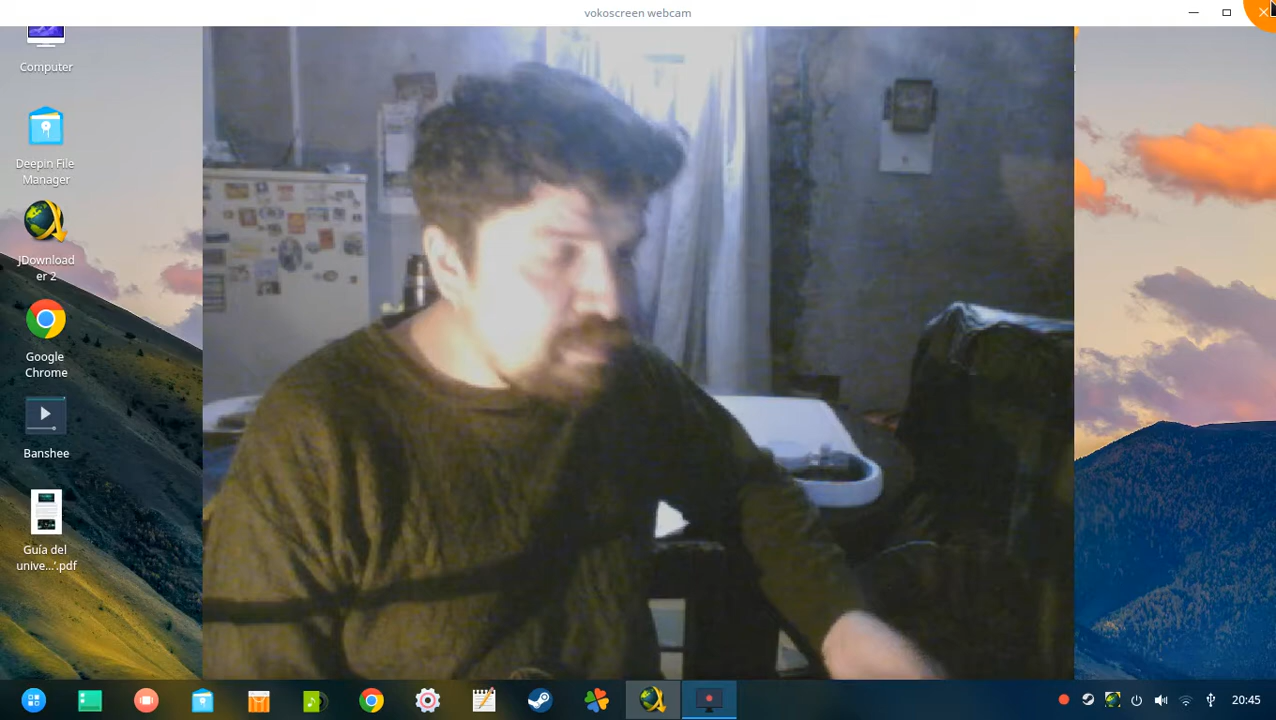 vokoscreen webcam
Computer
Deepin File
Manager
JDownload
er 2
Google
Chrome
Banshee
Guía del
unive...'.pdf
20:45